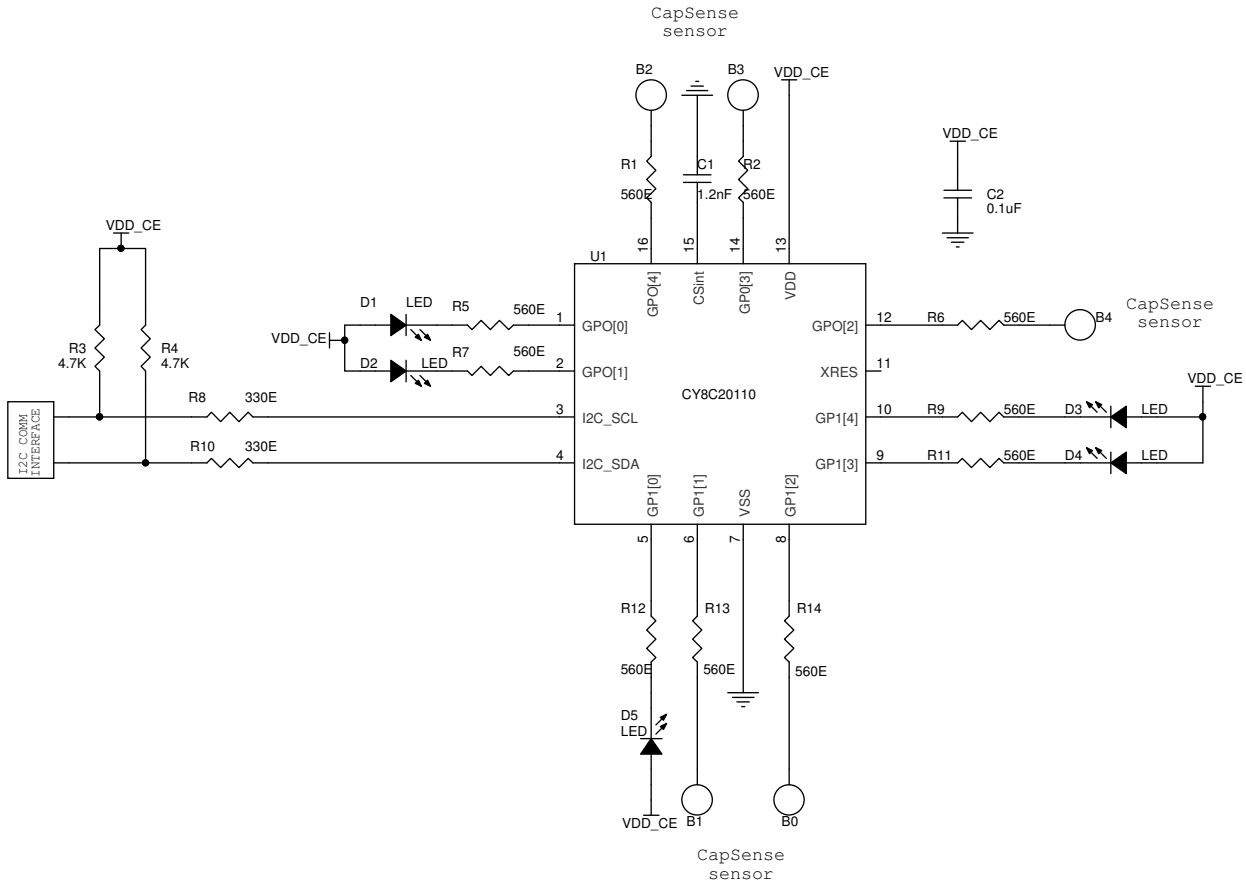 CapSense
sensor
B2
B3
VDD_CE
R1
560E
C1
1.2nF
R2
560E
VDD_CE
C2
0.1uF
VDD_CE
R3
4.7K
R4
4.7K
16
15
14
13
U1
GPO[4]
CSint
GP0[3]
VDD
D1
LED
R5
560E
1
GPO[0]
VDD_CE
D2
LED
R7
560E
2
GPO[1]
R8
330E
3
I2C_SCL
R10
330E
4
I2C_SDA
I2C COMM
INTERFACE
CY8C20110
GPO[2]
12
R6
560E
B4
CapSense
sensor
XRES
11
VDD_CE
GP1[4]
10
R9
560E
D3
LED
GP1[3]
9
R11
560E
D4
LED
GP1[0]
GP1[1]
VSS
GP1[2]
5
6
7
8
R12
560E
R13
560E
R14
560E
D5
LED
VDD_CE
B1
B0
CapSense
sensor